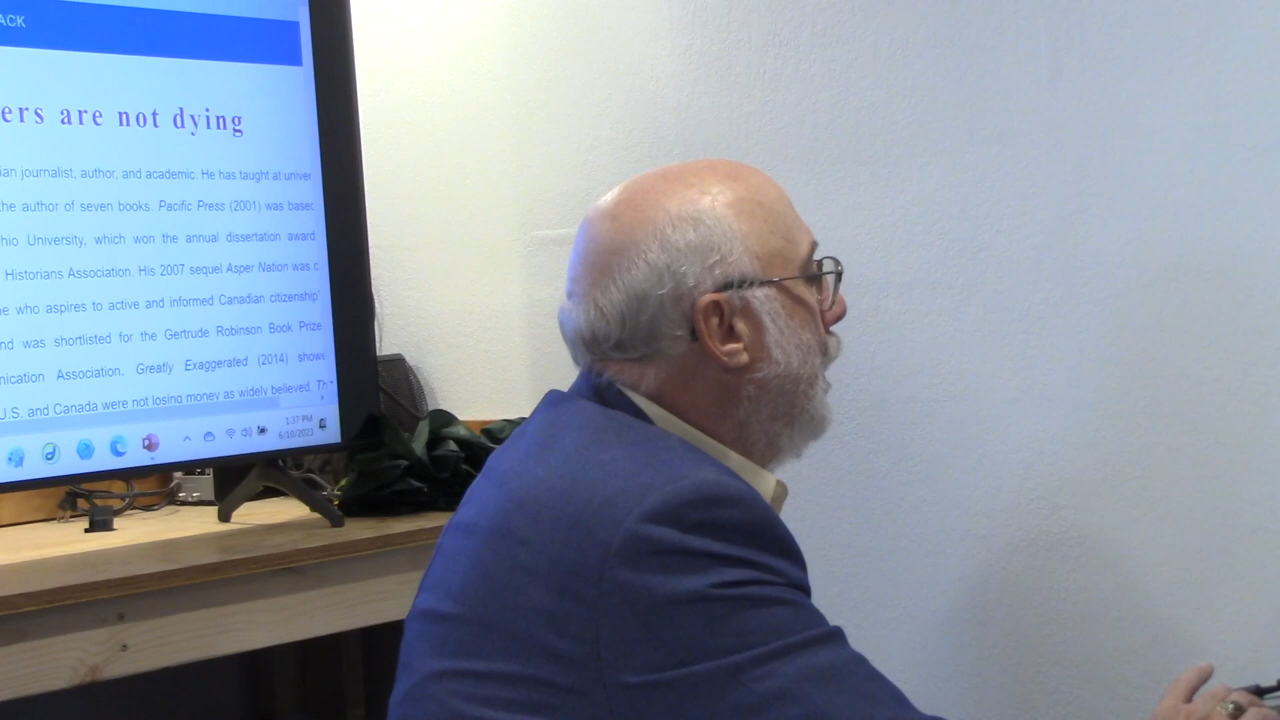 ACK
ers are not dying
ian journalist, author, and academic. He has taught at univer
the author of seven books. Pacific Press (2001) was based
hio University, which won the annual dissertation award
Historians Association. His 2007 sequel Asper Nation was c
ne who aspires to active and informed Canadian citizenship"
nd was shortlisted for the Gertrude Robinson Book Prize
nication Association. Greatly Exaggerated (2014) showe
U.S. and Canada were not losing money as widely believed. Th
1:37 PM
6/10/2023